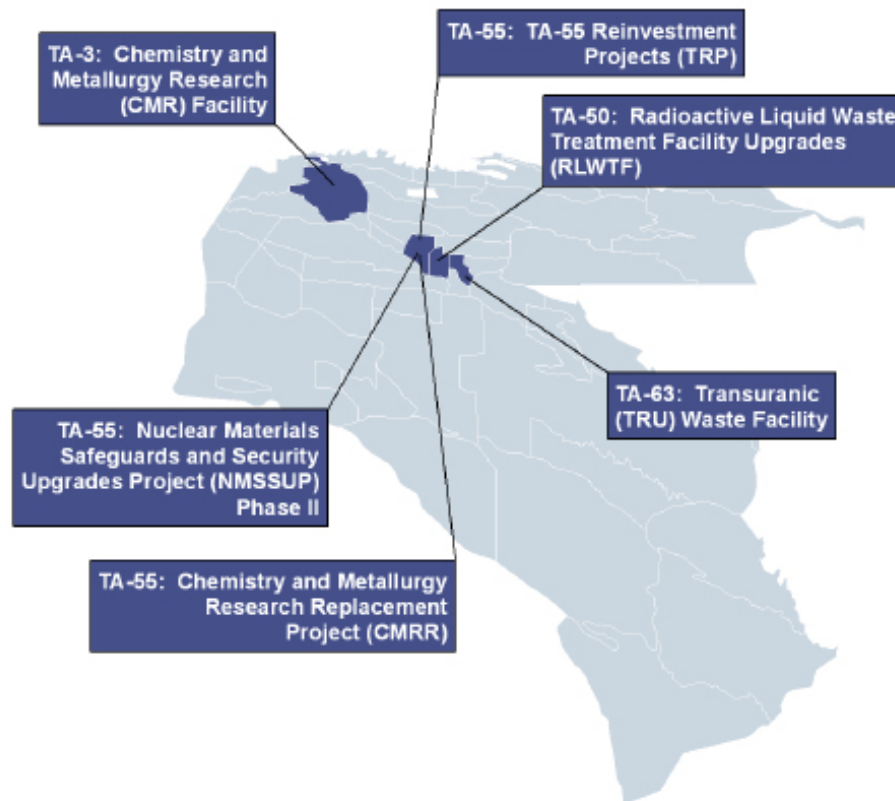 TA-3: Chemistry and
Metallurgy Research
(CMR) Facility
TA-55: TA-55 Reinvestment
Projects (TRP)
TA-50: Radioactive Liquid Waste
Treatment Facility Upgrades
(RLWTF)
TA-63: Transuranic
(TRU) Waste Facility
TA-55: Nuclear Materials
Safeguards and Security
Upgrades Project (NMSSUP)
Phase II
TA-55: Chemistry and Metallurgy
Research Replacement
Project (CMRR)